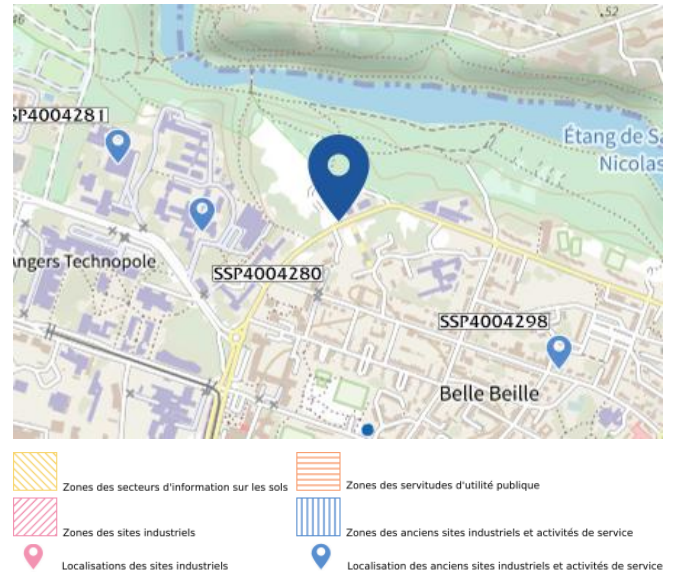 46
.52
SP4004281
Étang de Sa
Nicolas
Angers Technopole
SSP4004280
SSP4004298
Belle Beille
Zones des secteurs d'information sur les sols
Zones des servitudes d'utilité publique
Zones des sites industriels
Zones des anciens sites industriels et activités de service
Localisations des sites industriels
Localisation des anciens sites industriels et activités de service